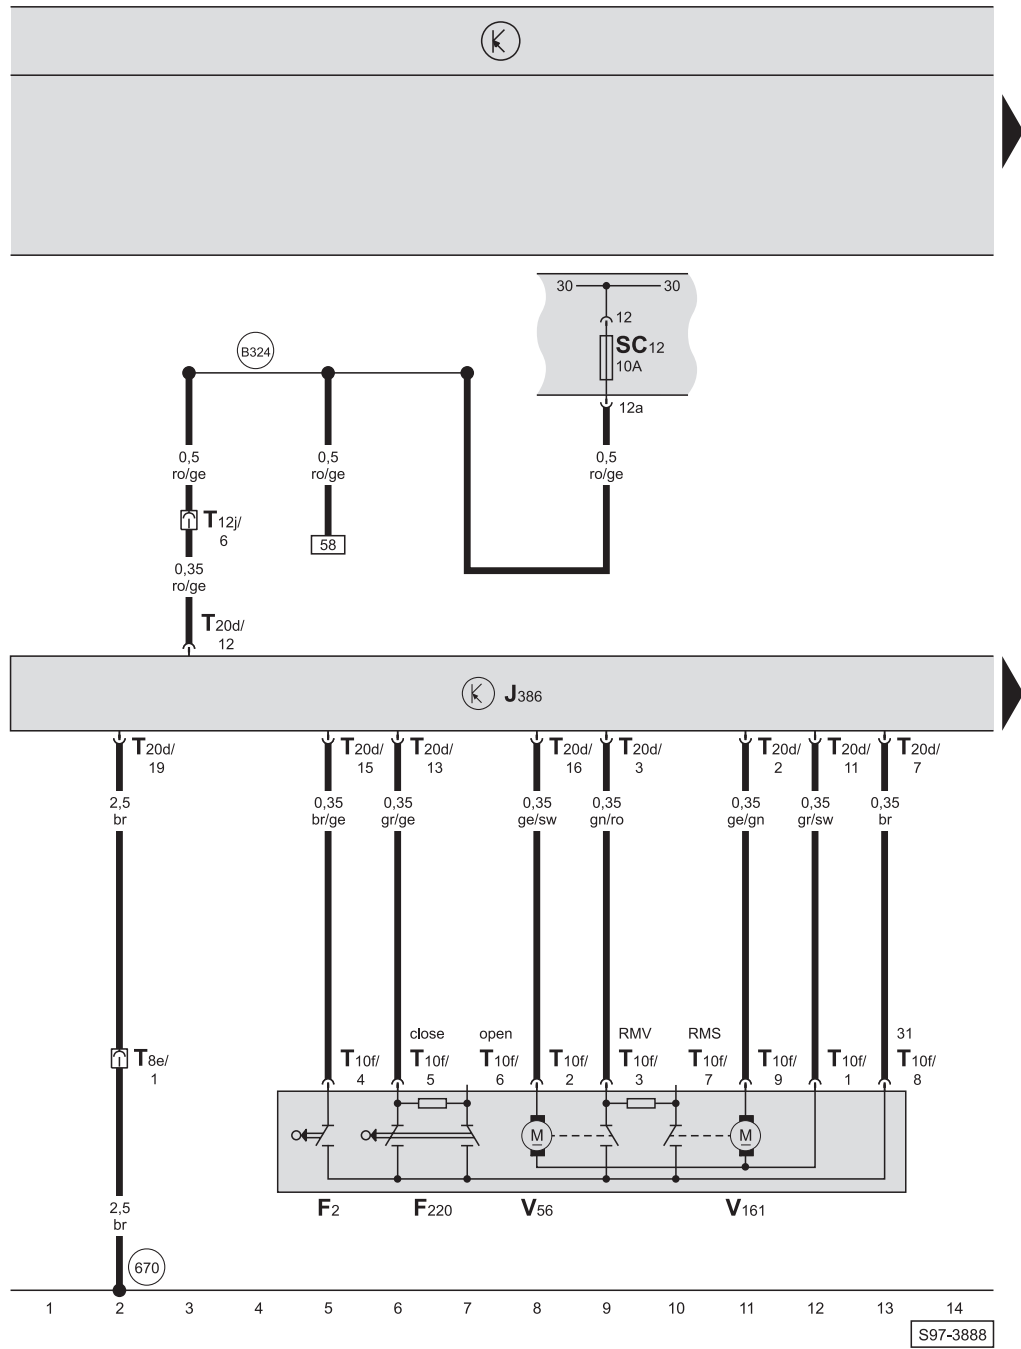 30 30
12
SC12
10A
12a
B324
0,5 0,5 0,5
ro/ge ro/ge ro/ge
T12j/
6
58
0,35
ro/ge
T20d/
12
J386
T20d/ T20d/ T20d/ T20d/ T20d/ T20d/ T20d/ T20d/
19 15 13 16 3 2 11 7
2,5 0,35 0,35 0,35 0,35 0,35 0,35 0,35
br br/ge gr/ge ge/sw gn/ro ge/gn gr/sw br
close open RMV RMS 31
T8e/ T10f/ T10f/ T10f/ T10f/ T10f/ T10f/ T10f/ T10f/ T10f/
1 4 5 6 2 3 7 9 1 8
M M
2,5
br
F2 F220 V56 V161
670
1 2 3 4 5 6 7 8 9 10 11 12 13 14
S97-3888